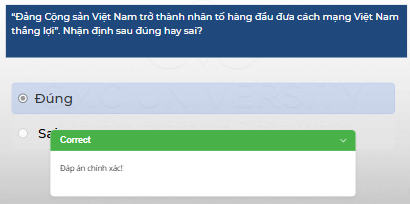 “Đảng Cộng sản Việt Nam trở thành nhân tố hàng đầu đưa cách mạng Việt Nam
thắng lợi”. Nhận định sau đúng hay sai?
Đúng
Correct
Đáp án chính xác!